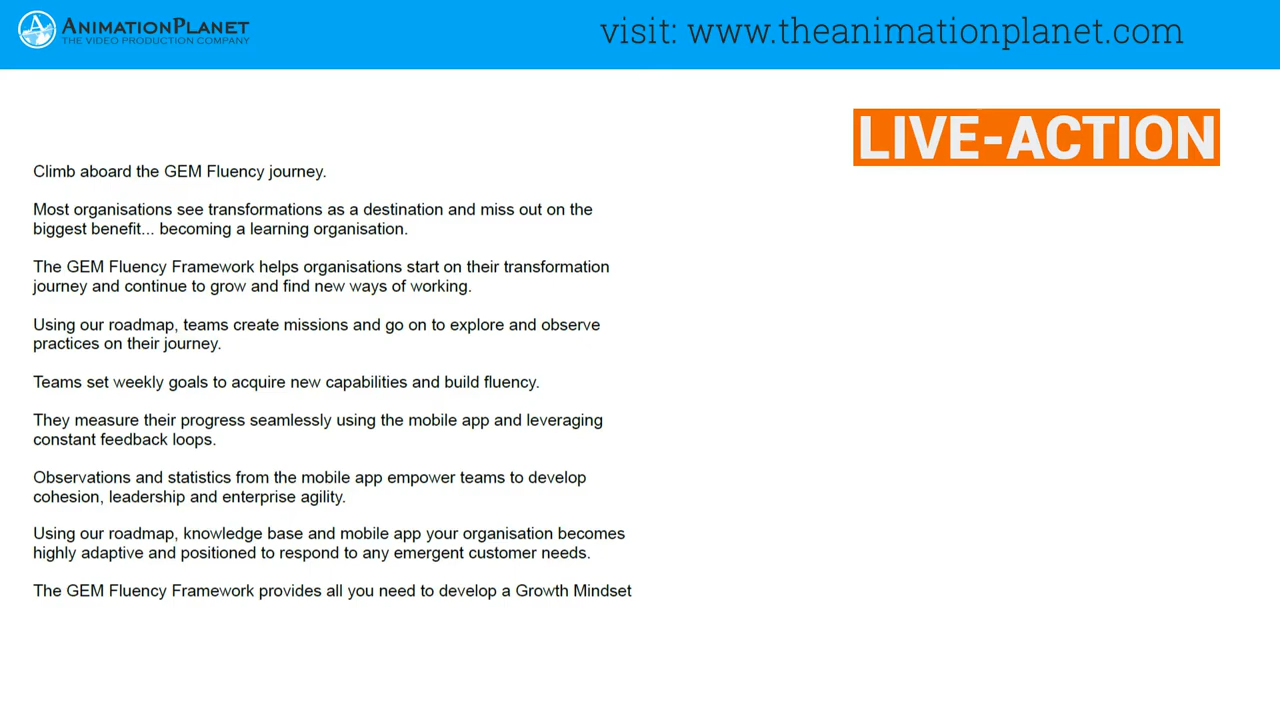 ANIMATIONPLANET
THE VIDEO PRODUCTION COMPANY
visit: www.theanimationplanet.com
LIVE-ACTION
Climb aboard the GEM Fluency journey.
Most organisations see transformations as a destination and miss out on the
biggest benefit... becoming a learning organisation.
The GEM Fluency Framework helps organisations start on their transformation
journey and continue to grow and find new ways of working.
Using our roadmap, teams create missions and go on to explore and observe
practices on their journey.
Teams set weekly goals to acquire new capabilities and build fluency.
They measure their progress seamlessly using the mobile app and leveraging
constant feedback loops.
Observations and statistics from the mobile app empower teams to develop
cohesion, leadership and enterprise agility.
Using our roadmap, knowledge base and mobile app your organisation becomes
highly adaptive and positioned to respond to any emergent customer needs.
The GEM Fluency Framework provides all you need to develop a Growth Mindset